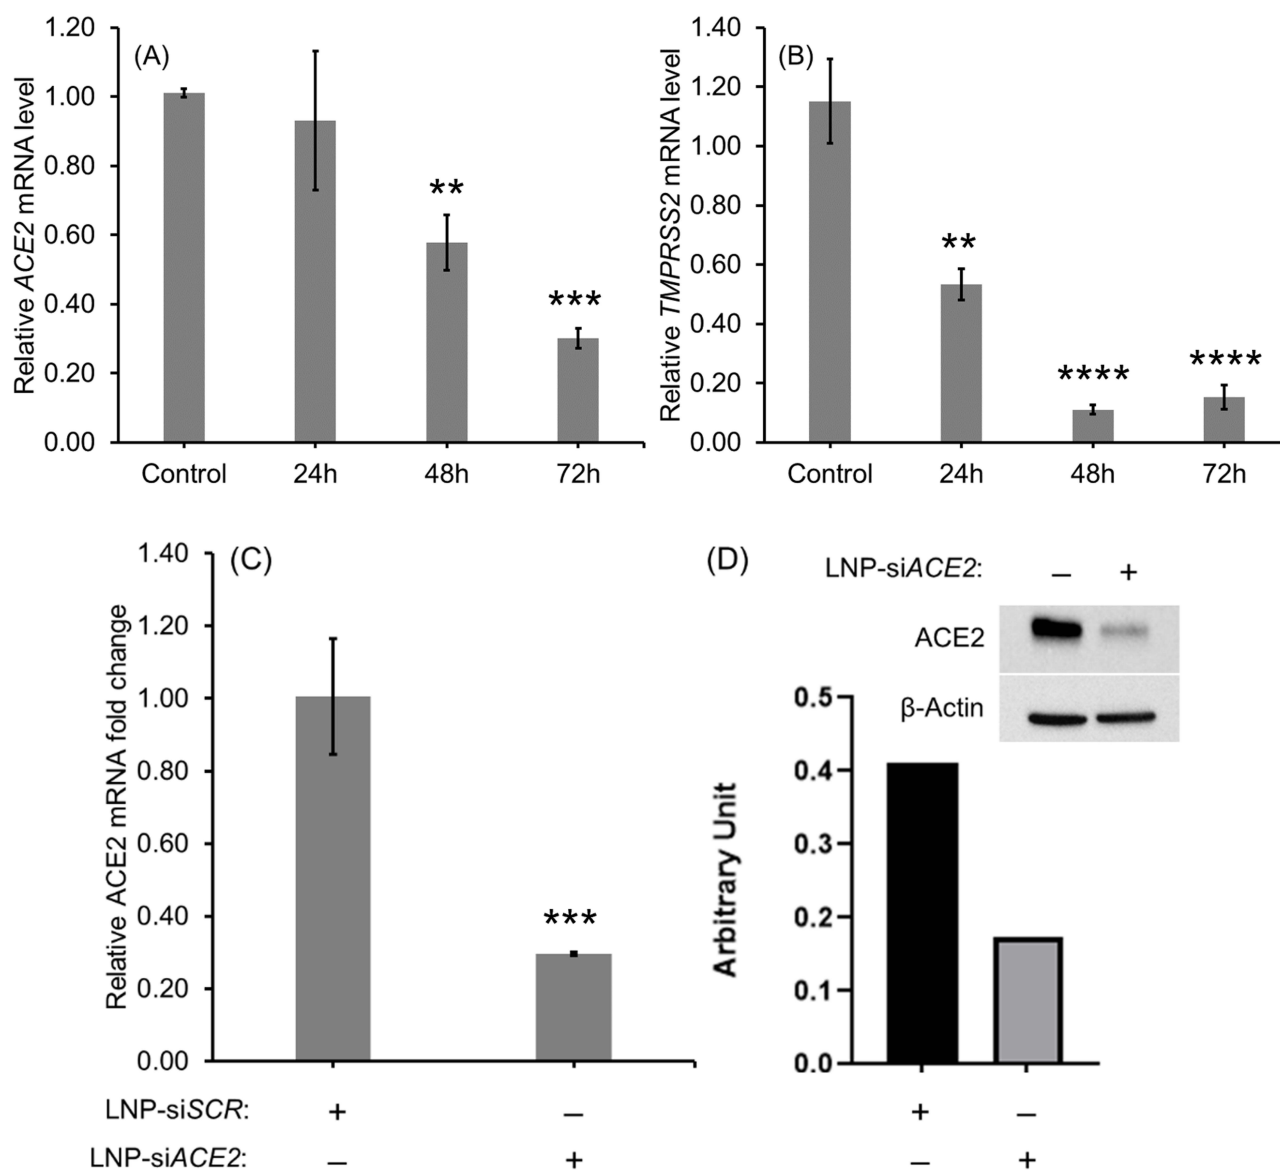 (A)
Relative ACE2 mRNA level
1.20
1.00
0.80
0.60
0.40
0.20
0.00
**
***
Control 24h 48h 72h
(B)
Relative TMPRSS2 mRNA level
1.40
1.20
1.00
0.80
0.60
0.40
0.20
0.00
**
****
****
Control 24h 48h 72h
(C)
Relative ACE2 mRNA fold change
1.40
1.20
1.00
0.80
0.60
0.40
0.20
0.00
***
LNP-siSCR: + –
LNP-siACE2: – +
(D)
LNP-siACE2: – +
ACE2
β-Actin
Arbitrary Unit
0.5
0.4
0.3
0.2
0.1
0.0
+ –
– +